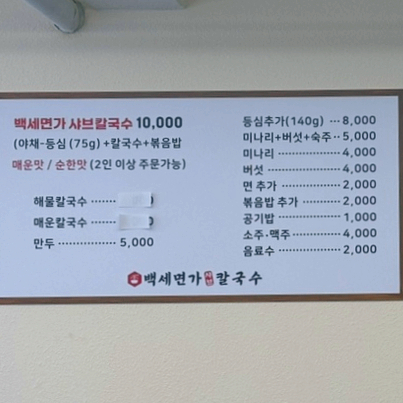 백세면가 샤브칼국수 10,000
(야채-등심 (75g) +칼국수+볶음밥
매운맛 / 순한맛 (2인 이상 주문가능)
해물칼국수 ·······
매운칼국수 ·······
만두 ················ 5,000
등심추가(140g) ··· 8,000
미나리+버섯+숙주·· 5,000
미나리 ················· 4,000
버섯 ···················· 4,000
면 추가 ················ 2,000
볶음밥 추가 ·········· 2,000
공기밥 ················· 1,000
소주·맥주·············· 4,000
음료수 ················· 2,000
백세면가 칼국수